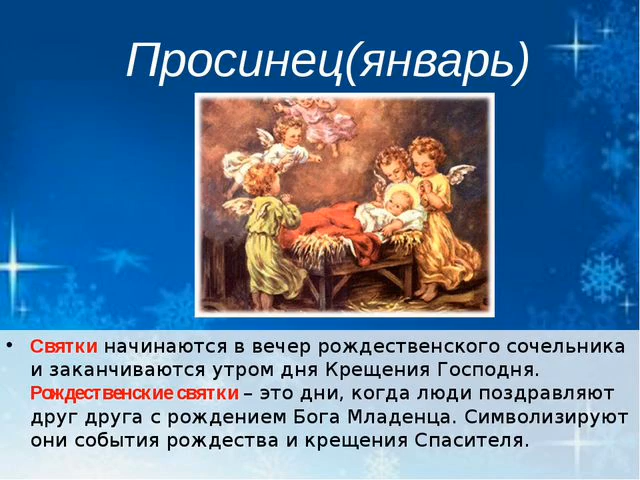 Просинец(январь)
• Святки начинаются в вечер рождественского сочельника
и заканчиваются утром дня Крещения Господня.
Рождественские святки – это дни, когда люди поздравляют
друг друга с рождением Бога Младенца. Символизируют
они события рождества и крещения Спасителя.